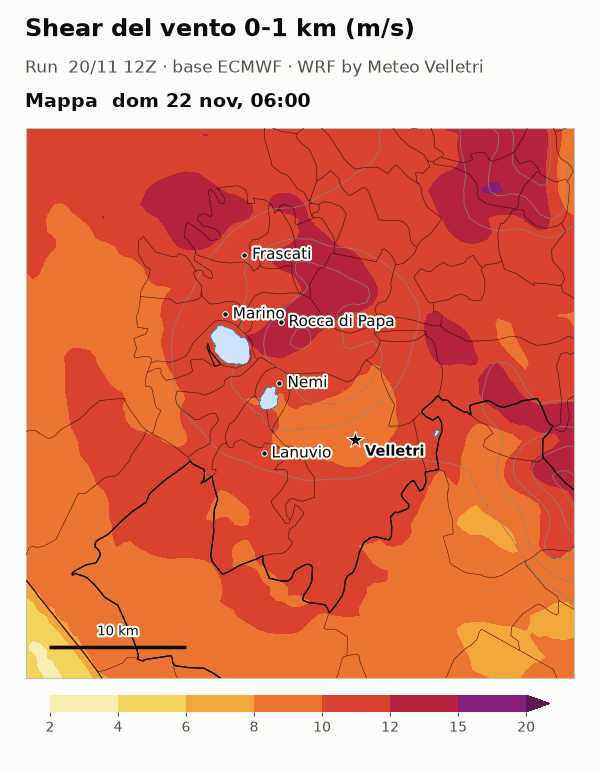 Shear del vento 0-1 km (m/s)
Run  20/11 12Z · base ECMWF · WRF by Meteo Velletri
Mappa  dom 22 nov, 06:00
Frascati
Marino
Rocca di Papa
Nemi
Velletri
Lanuvio
10 km
2 4 6 8 10 12 15 20